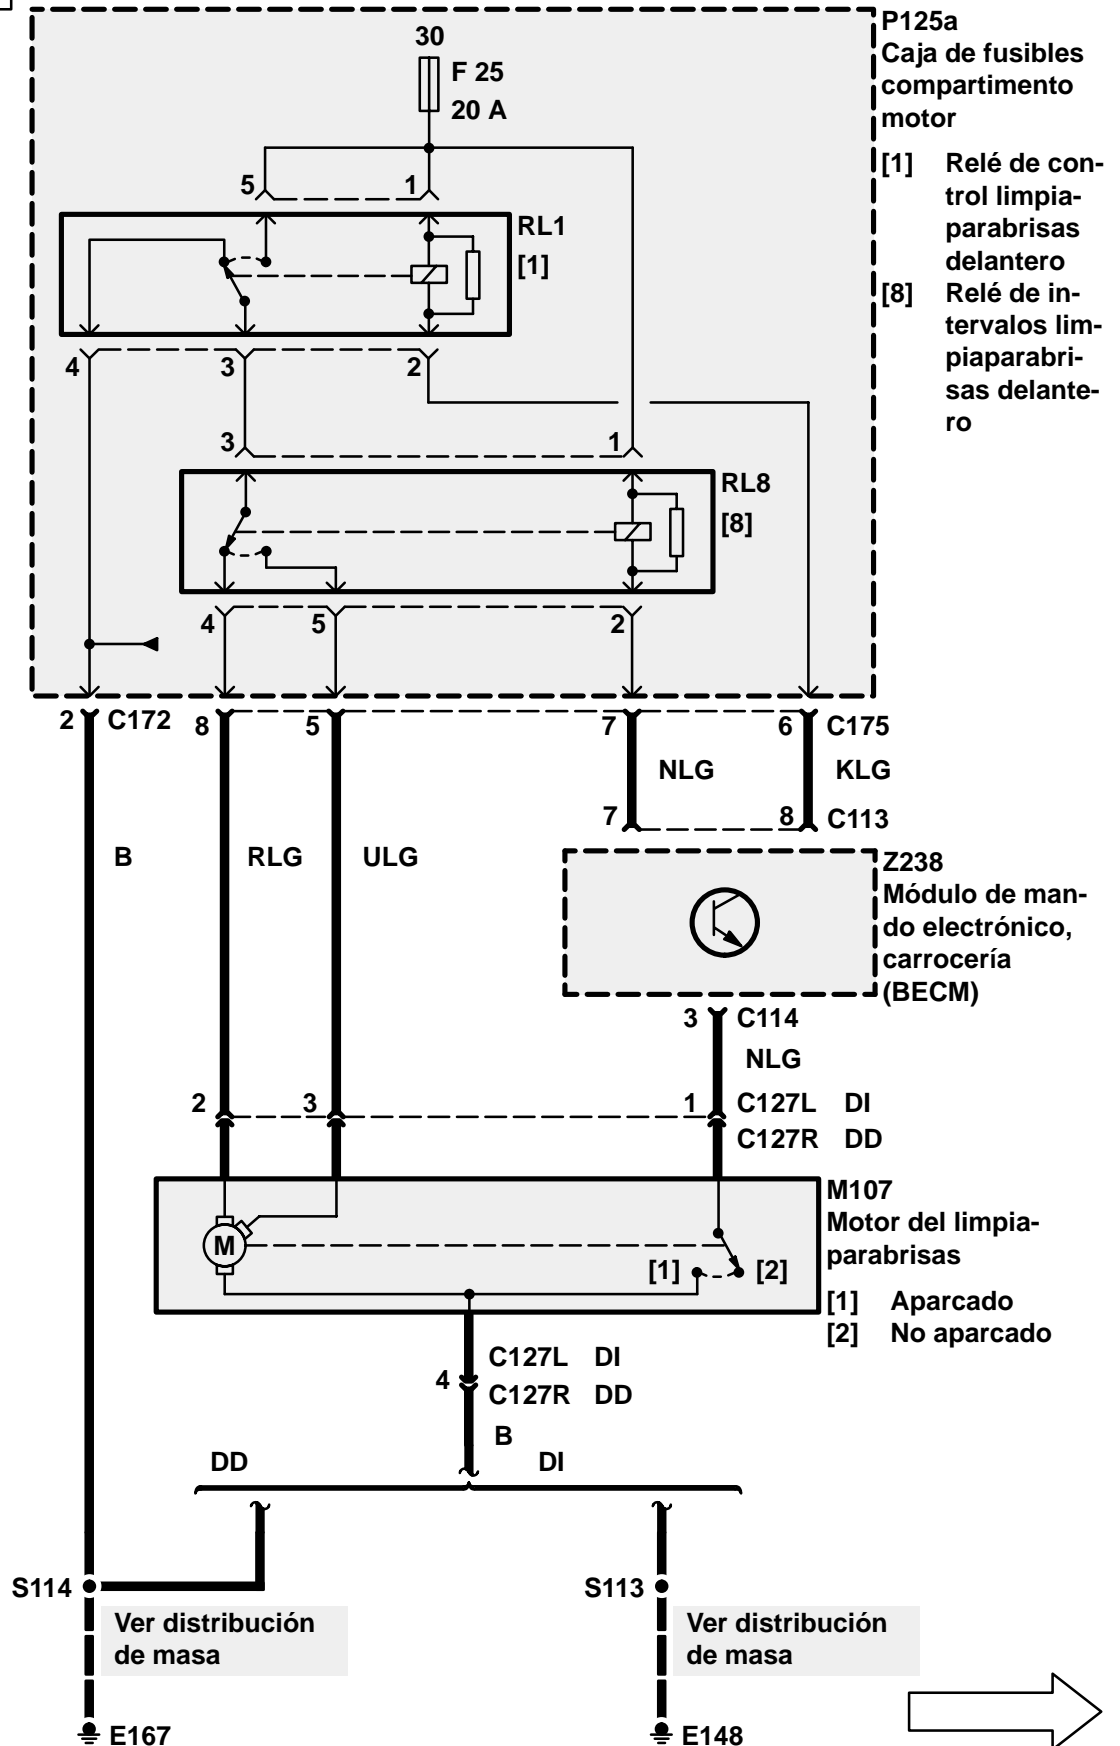 30
F 25
20 A
P125a
Caja de fusibles
compartimento
motor
[1] Relé de con-
trol limpia-
parabrisas
delantero
[8] Relé de in-
tervalos lim-
piaparabri-
sas delante-
ro
5 1
RL1
[1]
4 3 2
3 1
RL8
[8]
4 5 2
2 C172 8 5 7 6 C175
NLG KLG
7 8 C113
B RLG ULG
Z238
Módulo de man-
do electrónico,
carrocería
(BECM)
3 C114
NLG
2 3 1 C127L DI
C127R DD
M107
Motor del limpia-
parabrisas
M
[1] [2]
[1] Aparcado
[2] No aparcado
C127L DI
4
C127R DD
B
DD DI
S114 S113
Ver distribución
de masa
Ver distribución
de masa
E167 E148